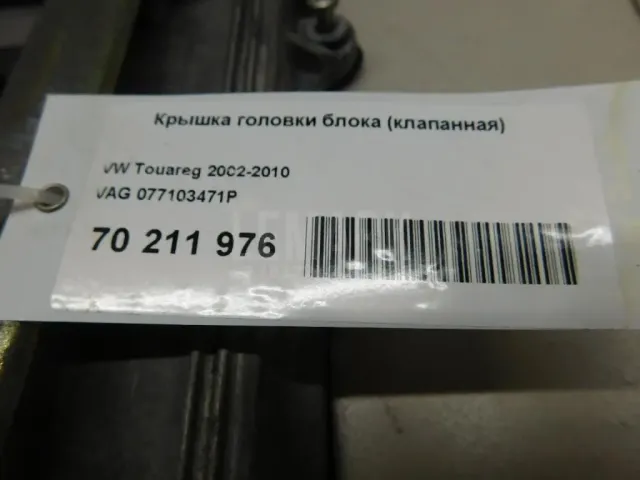 Крышка головки блока (клапанная)
VW Touareg 2002-2010
VAG 077103471P
70 211 976